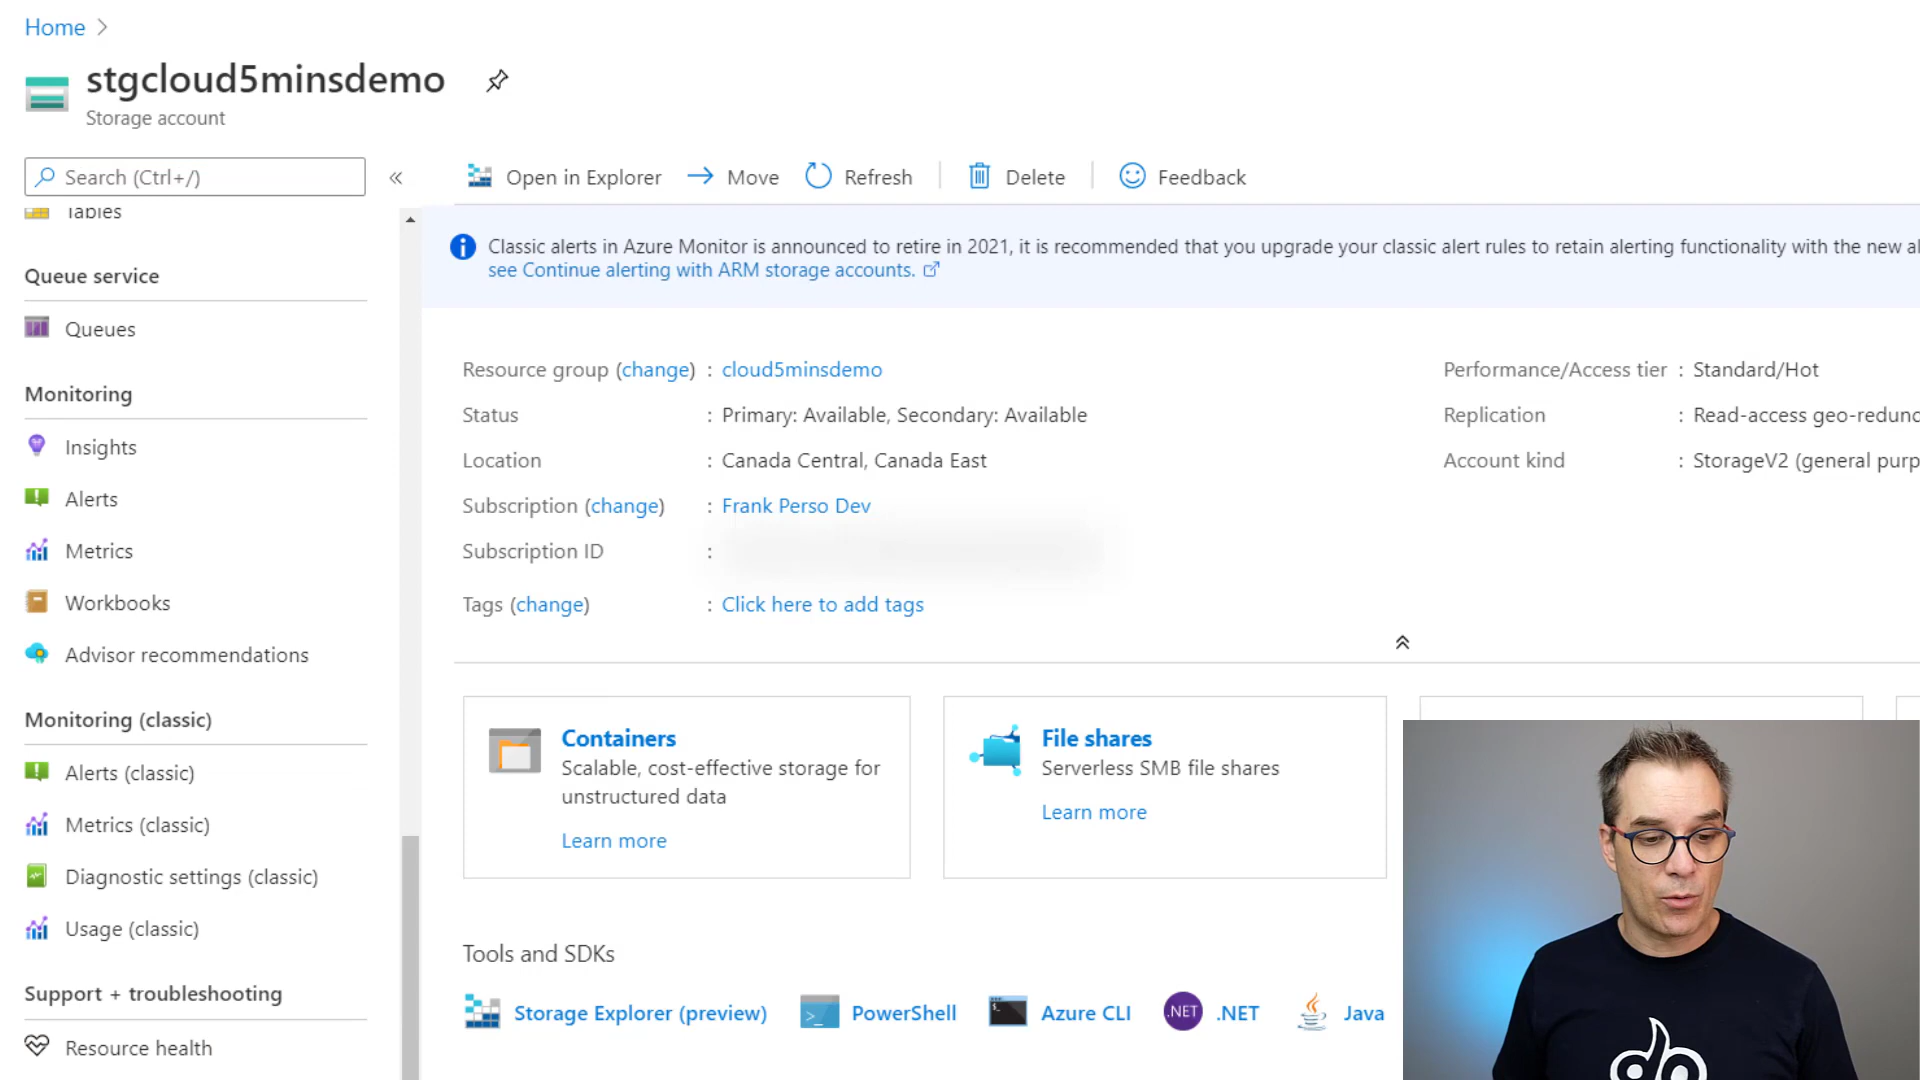 Home
stgcloud5minsdemo
Storage account
Search (Ctrl+/)
«
Open in Explorer
Move
Refresh
Delete
Feedback
Tables
Queue service
Queues
Monitoring
Insights
Alerts
Metrics
Workbooks
Advisor recommendations
Monitoring (classic)
Alerts (classic)
Metrics (classic)
Diagnostic settings (classic)
Usage (classic)
Support + troubleshooting
Resource health
Classic alerts in Azure Monitor is announced to retire in 2021, it is recommended that you upgrade your classic alert rules to retain alerting functionality with the new al
see Continue alerting with ARM storage accounts.
Resource group (change) : cloud5minsdemo
Status : Primary: Available, Secondary: Available
Location : Canada Central, Canada East
Subscription (change) : Frank Perso Dev
Subscription ID :
Tags (change) : Click here to add tags
Performance/Access tier : Standard/Hot
Replication : Read-access geo-redund
Account kind : StorageV2 (general purp
Containers
Scalable, cost-effective storage for
unstructured data
Learn more
File shares
Serverless SMB file shares
Learn more
Tools and SDKs
Storage Explorer (preview)
PowerShell
Azure CLI
.NET
.NET
Java